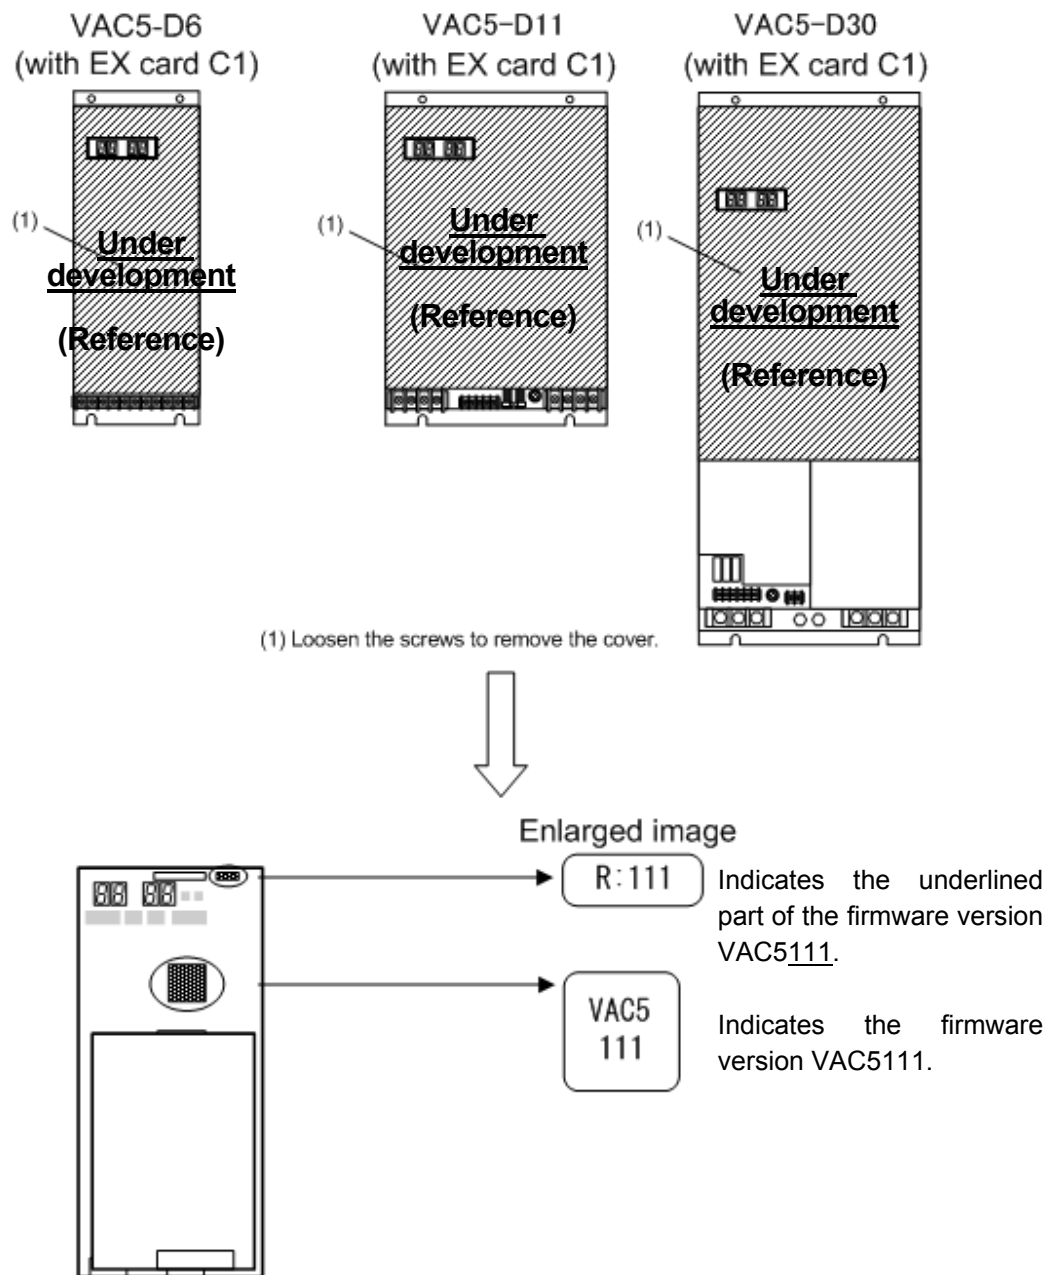 VAC5-D6
(with EX card C1)
VAC5-D11
(with EX card C1)
VAC5-D30
(with EX card C1)
(1)
Under
development
(Reference)
(1)
Under
development
(Reference)
(1)
Under
development
(Reference)
(1) Loosen the screws to remove the cover.
Enlarged image
R:111
Indicates the underlined
part of the firmware version
VAC5111.
VAC5
111
Indicates the firmware
version VAC5111.